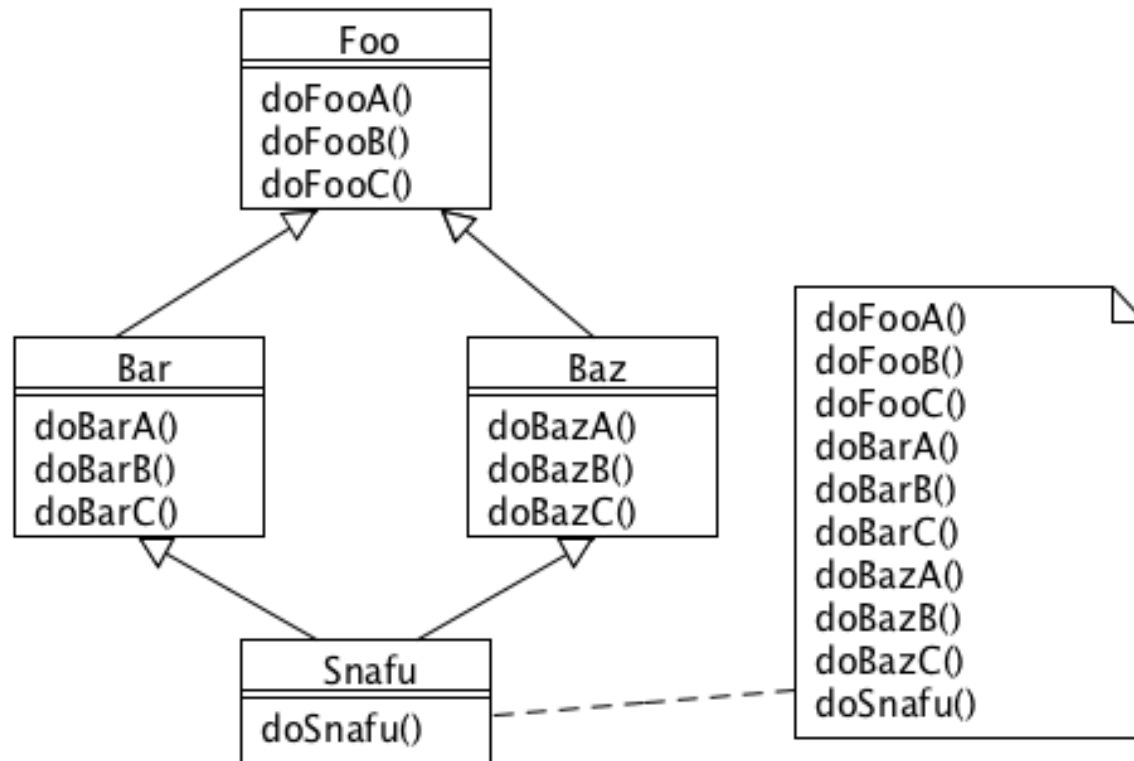 Foo
doFooA()
doFooB()
doFooC()
Bar
doBarA()
doBarB()
doBarC()
Baz
doBazA()
doBazB()
doBazC()
Snafu
doSnafu()
doFooA()
doFooB()
doFooC()
doBarA()
doBarB()
doBarC()
doBazA()
doBazB()
doBazC()
doSnafu()